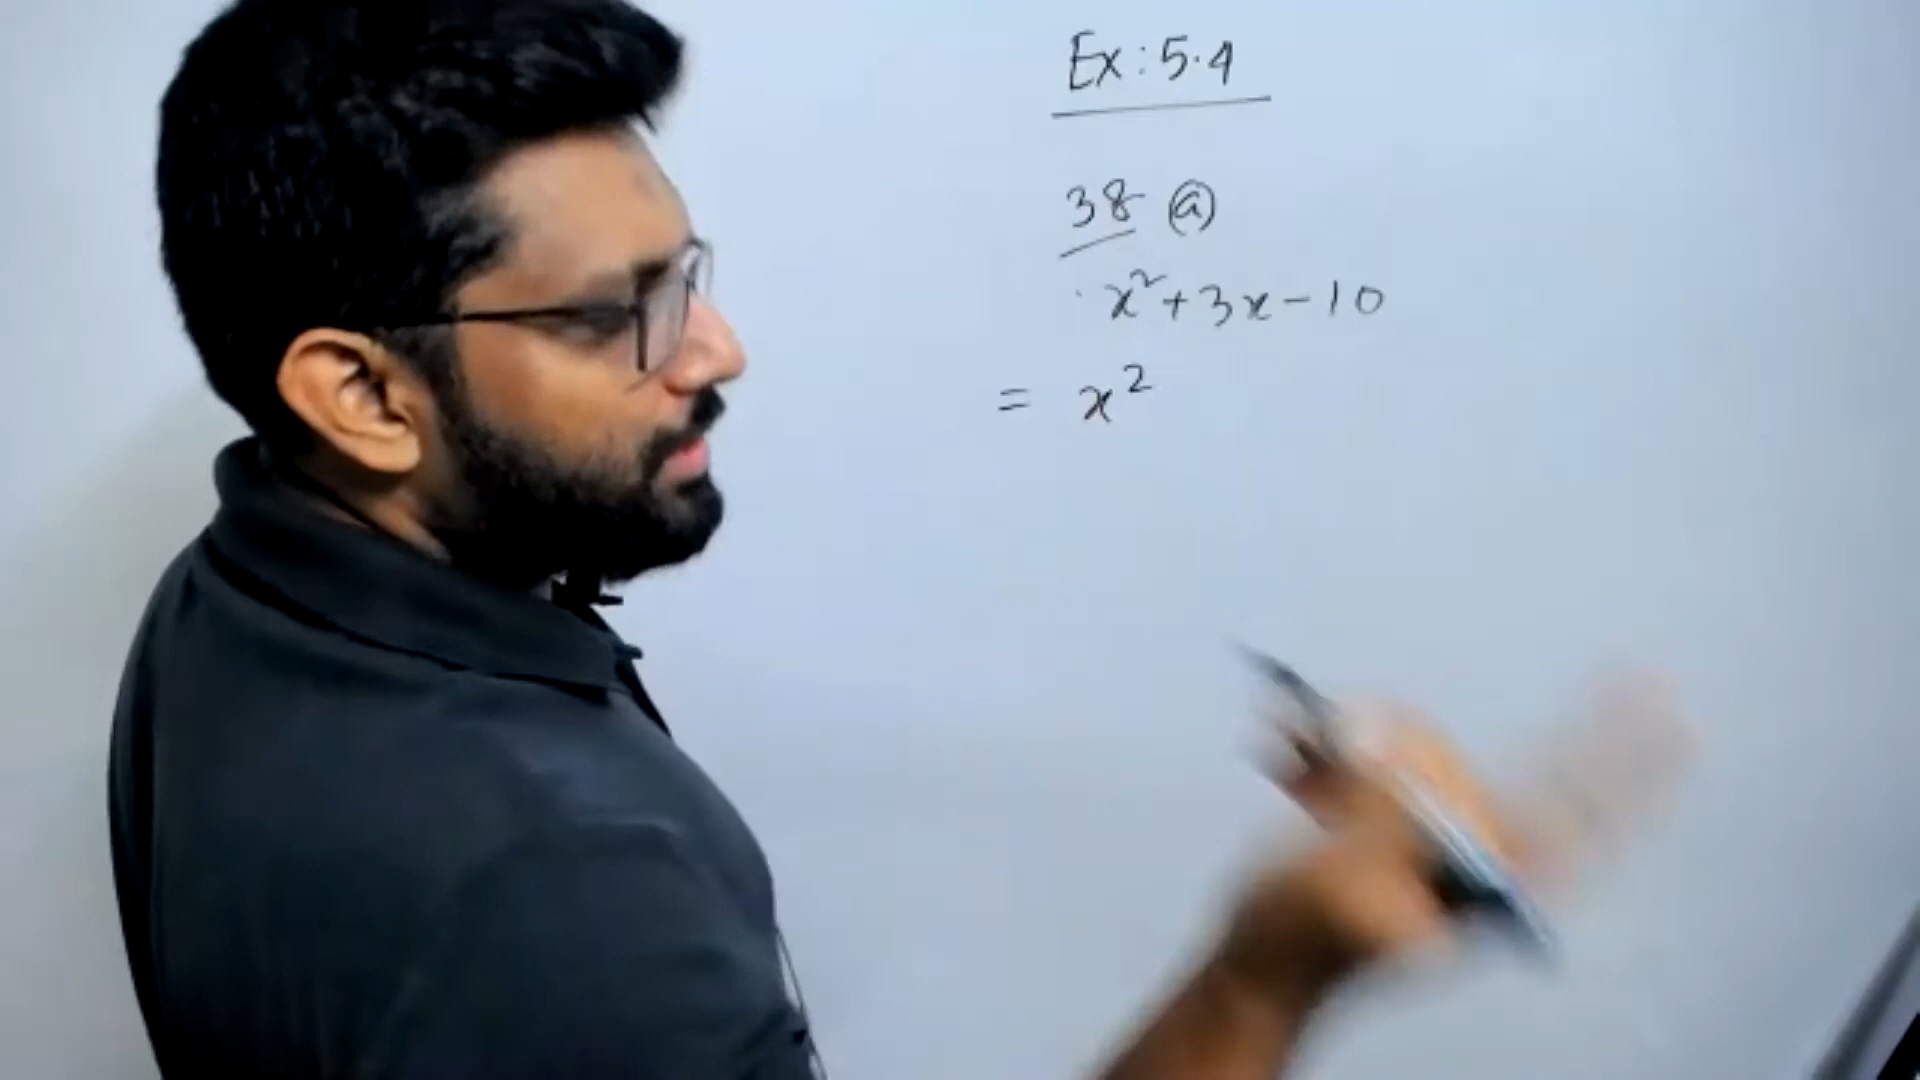 Ex: 5.4
38 ⓐ
x²+3x-10
= x²